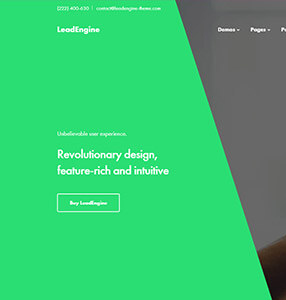 (222) 400-630 | contact@leadengine-theme.com
LeadEngine
Demos Pages
Unbelievable user experience.
Revolutionary design,
feature-rich and intuitive
Buy LeadEngine